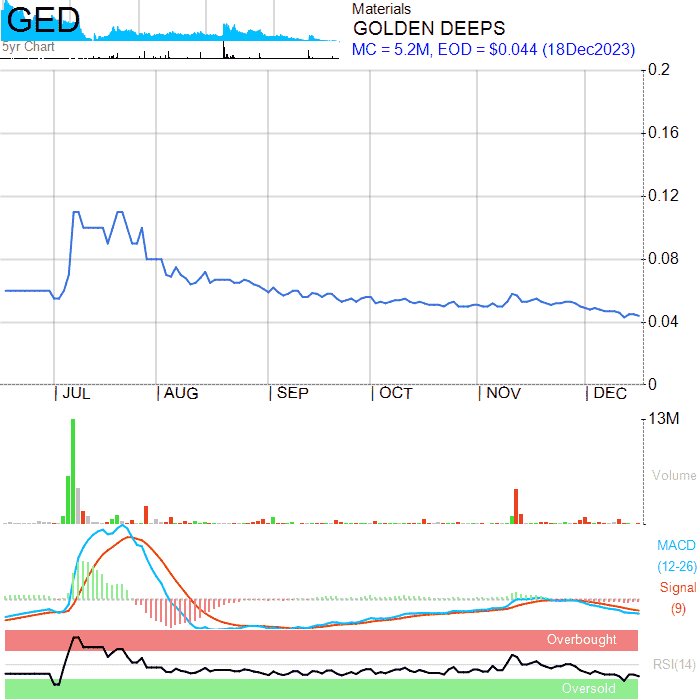 GED
5yr Chart
Materials
GOLDEN DEEPS
MC = 5.2M, EOD = $0.044 (18Dec2023)
0.2
0.16
0.12
0.08
0.04
0
JUL AUG SEP OCT NOV DEC
13M
Volume
MACD
(12-26)
Signal
(9)
Overbought
RSI(14)
Oversold